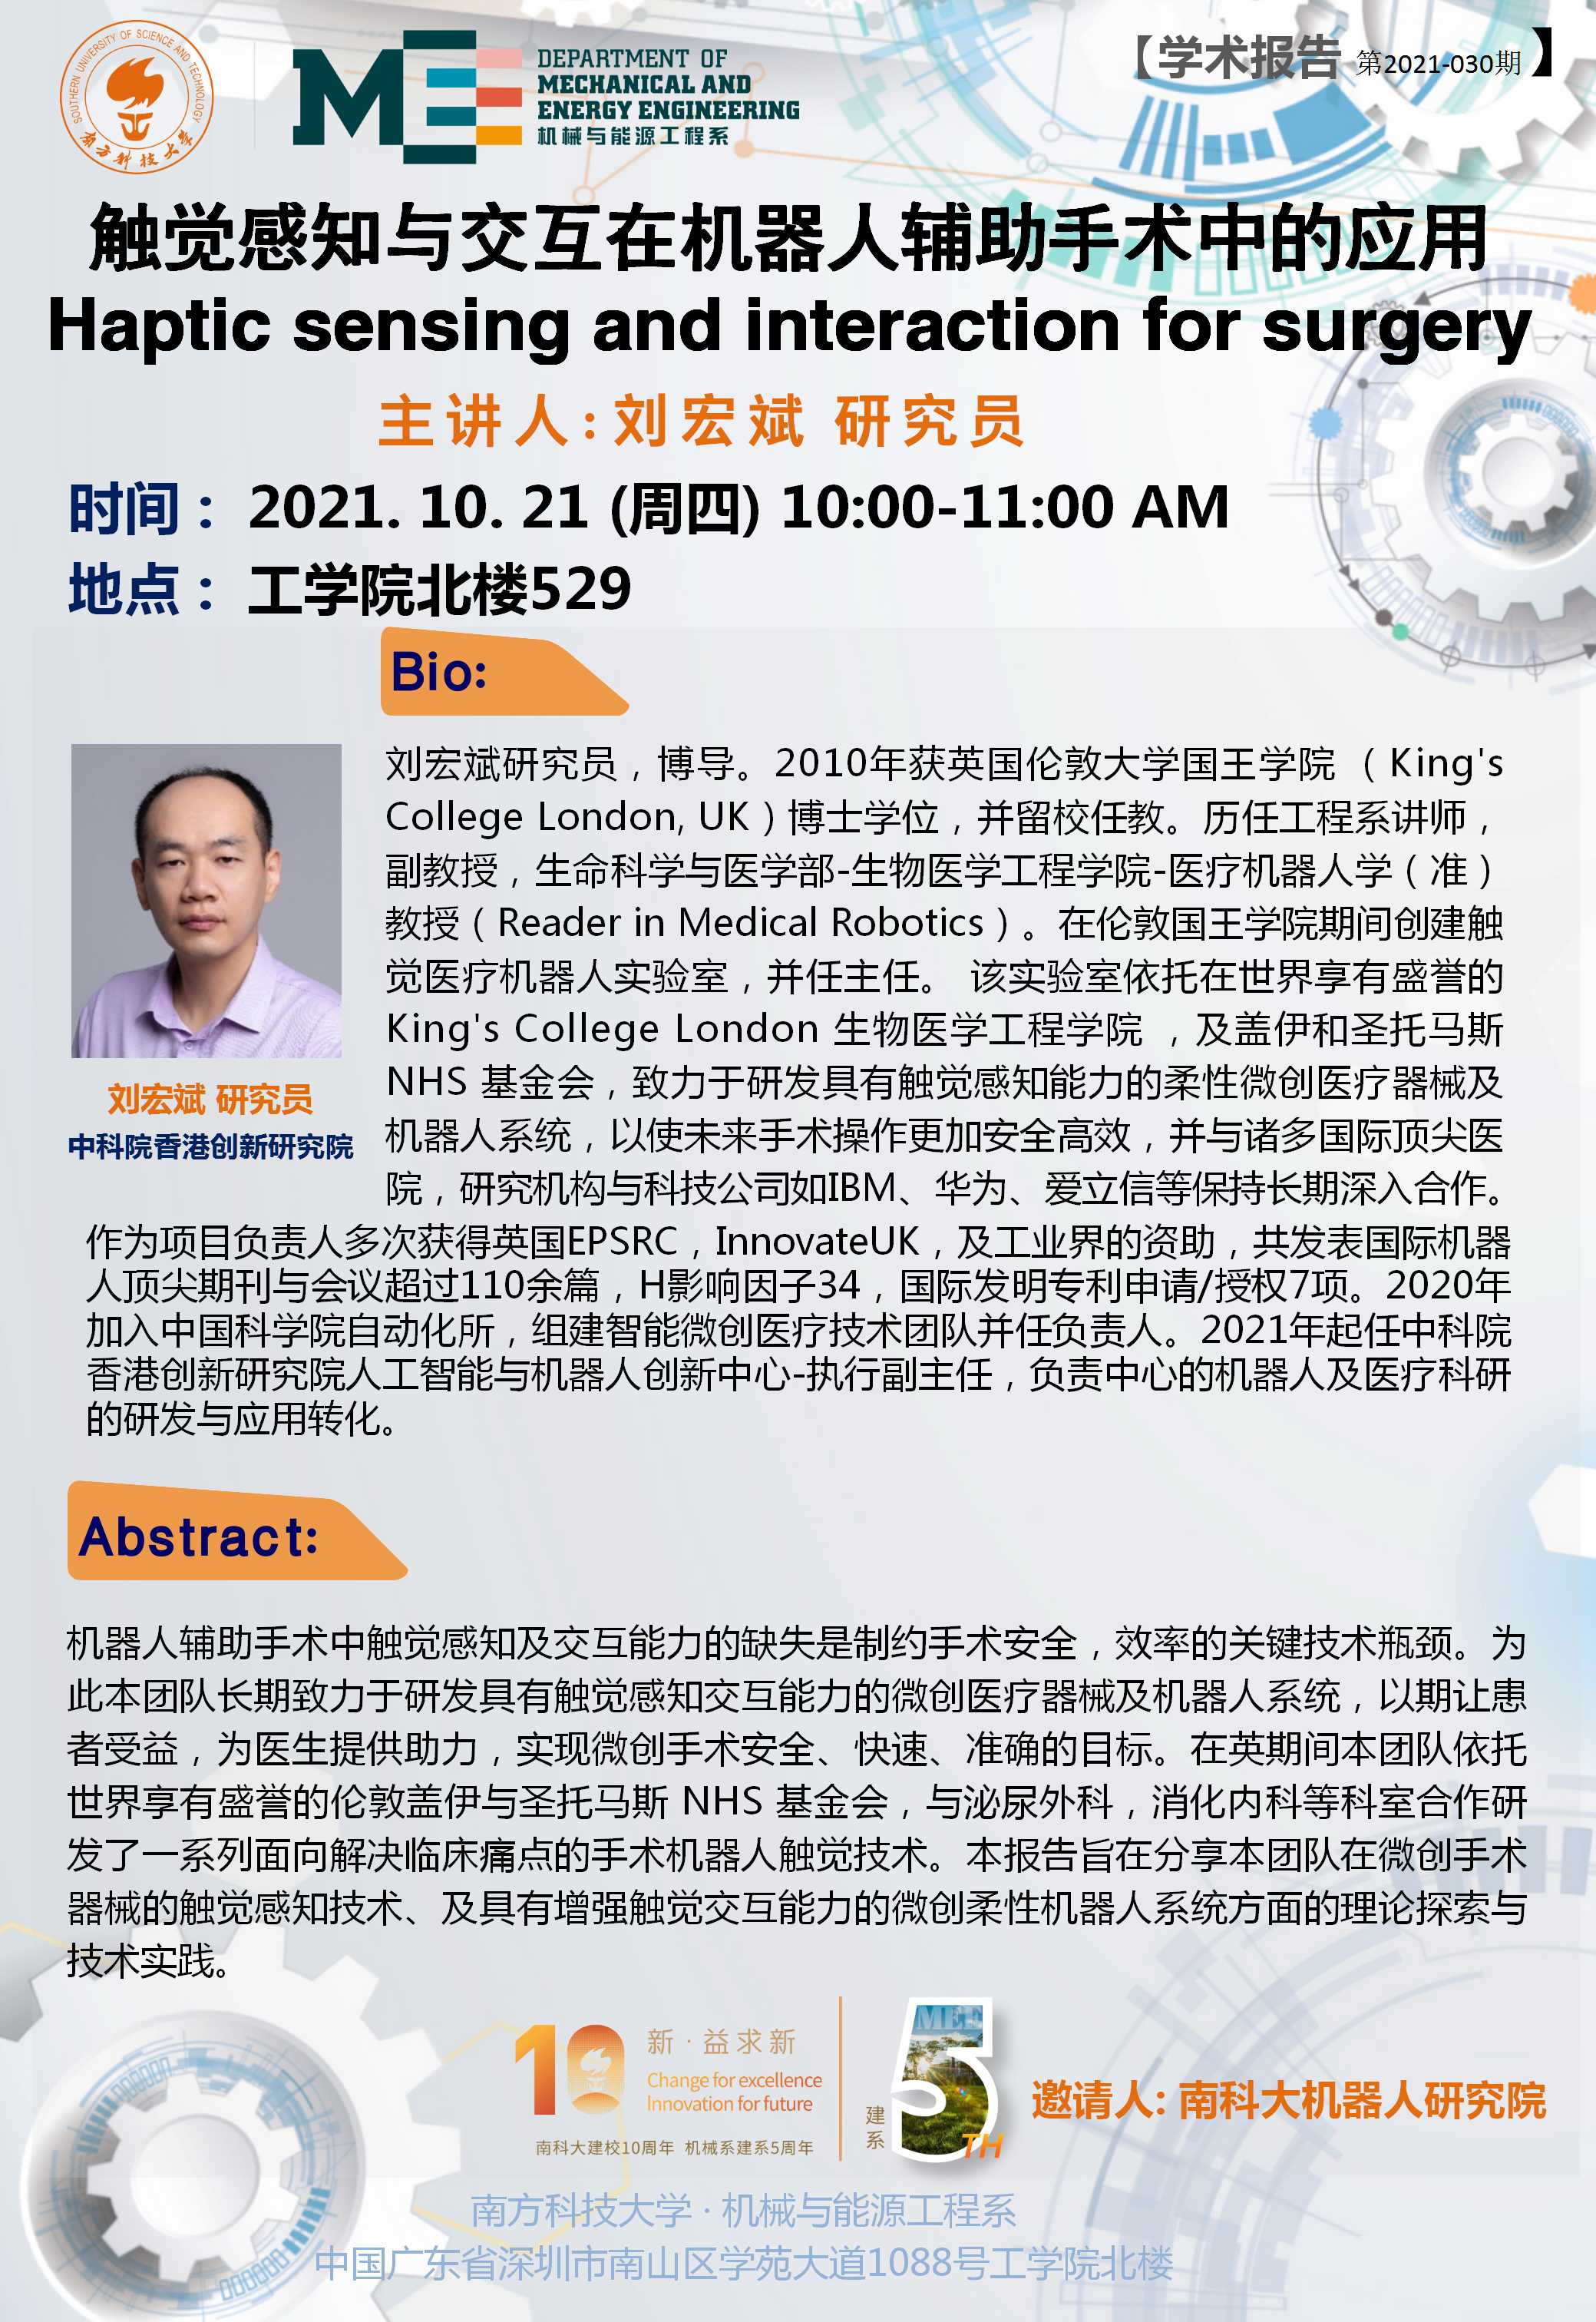 SOUTHERN UNIVERSITY OF SCIENCE AND TECHNOLOGY
南方科技大学
MEE
DEPARTMENT OF
MECHANICAL AND
ENERGY ENGINEERING
机械与能源工程系
【学术报告 第2021-030期】
触觉感知与交互在机器人辅助手术中的应用
Haptic sensing and interaction for surgery
主讲人:刘宏斌 研究员
时间： 2021. 10. 21 (周四) 10:00-11:00 AM
地点： 工学院北楼529
Bio:
刘宏斌研究员，博导。2010年获英国伦敦大学国王学院 （King's
College London, UK）博士学位，并留校任教。历任工程系讲师，
副教授，生命科学与医学部-生物医学工程学院-医疗机器人学（准）
教授（Reader in Medical Robotics）。在伦敦国王学院期间创建触
觉医疗机器人实验室，并任主任。 该实验室依托在世界享有盛誉的
King's College London 生物医学工程学院 ，及盖伊和圣托马斯
NHS 基金会，致力于研发具有触觉感知能力的柔性微创医疗器械及
机器人系统，以使未来手术操作更加安全高效，并与诸多国际顶尖医
院，研究机构与科技公司如IBM、华为、爱立信等保持长期深入合作。
刘宏斌 研究员
中科院香港创新研究院
作为项目负责人多次获得英国EPSRC，InnovateUK，及工业界的资助，共发表国际机器
人顶尖期刊与会议超过110余篇，H影响因子34，国际发明专利申请/授权7项。2020年
加入中国科学院自动化所，组建智能微创医疗技术团队并任负责人。2021年起任中科院
香港创新研究院人工智能与机器人创新中心-执行副主任，负责中心的机器人及医疗科研
的研发与应用转化。
Abstract:
机器人辅助手术中触觉感知及交互能力的缺失是制约手术安全，效率的关键技术瓶颈。为
此本团队长期致力于研发具有触觉感知交互能力的微创医疗器械及机器人系统，以期让患
者受益，为医生提供助力，实现微创手术安全、快速、准确的目标。在英期间本团队依托
世界享有盛誉的伦敦盖伊与圣托马斯 NHS 基金会，与泌尿外科，消化内科等科室合作研
发了一系列面向解决临床痛点的手术机器人触觉技术。本报告旨在分享本团队在微创手术
器械的触觉感知技术、及具有增强触觉交互能力的微创柔性机器人系统方面的理论探索与
技术实践。
10
新·益求新
Change for excellence
Innovation for future
南科大建校10周年 机械系建系5周年
建系
MEE
5TH
邀请人: 南科大机器人研究院
南方科技大学·机械与能源工程系
中国广东省深圳市南山区学苑大道1088号工学院北楼